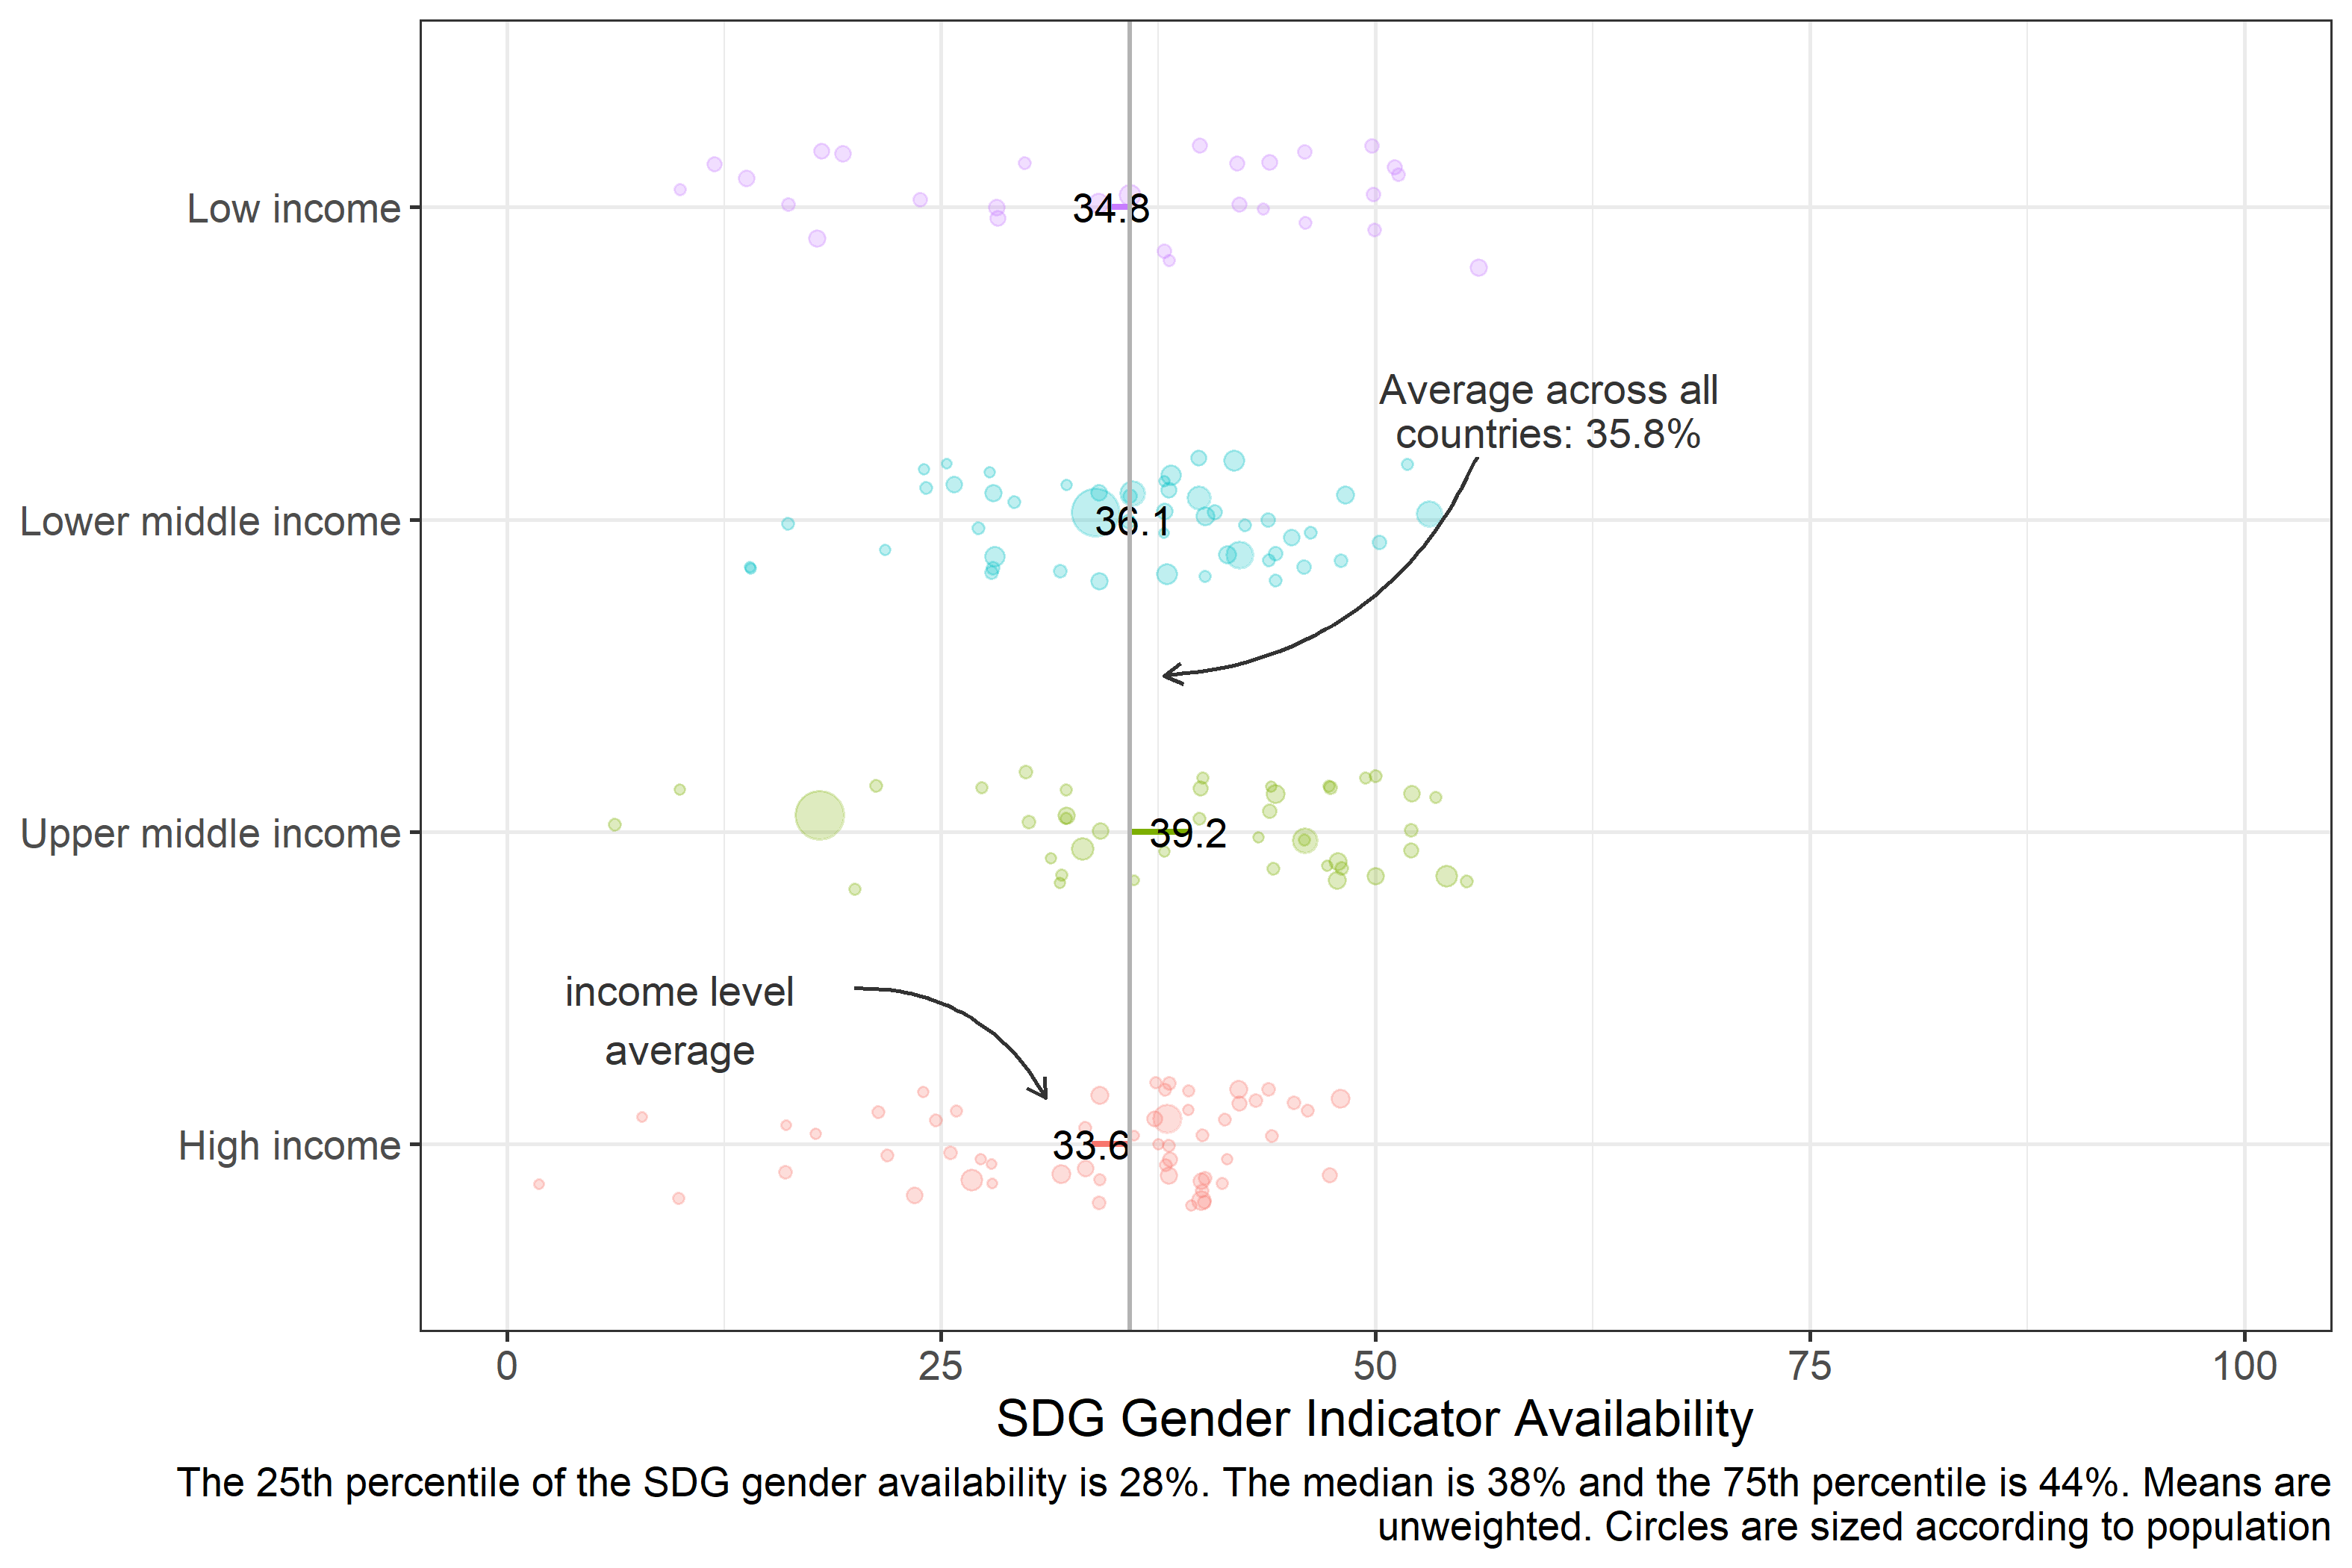 Low income
34.8
Average across all
countries: 35.8%
Lower middle income
36.1
Upper middle income
39.2
income level
average
High income
33.6
0 25 50 75 100
SDG Gender Indicator Availability
The 25th percentile of the SDG gender availability is 28%. The median is 38% and the 75th percentile is 44%. Means are
unweighted. Circles are sized according to population